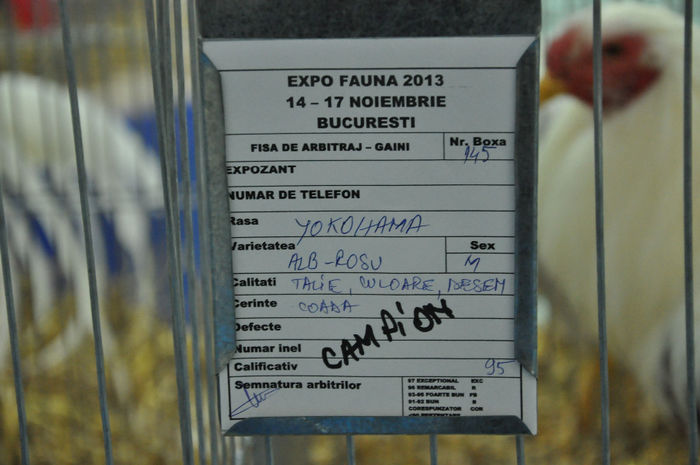 EXPO FAUNA 2013
14 – 17 NOIEMBRIE
BUCURESTI
FISA DE ARBITRAJ – GAINI
Nr. Boxa
145
EXPOZANT
NUMAR DE TELEFON
Rasa YOKOHAMA
Varietatea ALB-ROSU
Sex
M
Calitati TALIE, CULOARE, DESEM
Cerinte COADA
Defecte
CAMPiON
Numar inel
Calificativ 95
Semnatura arbitrilor
97 EXCEPTIONAL EXC
96 REMARCABIL R
93-95 FOARTE BUN FB
91-92 BUN B
CORESPUNZATOR COR